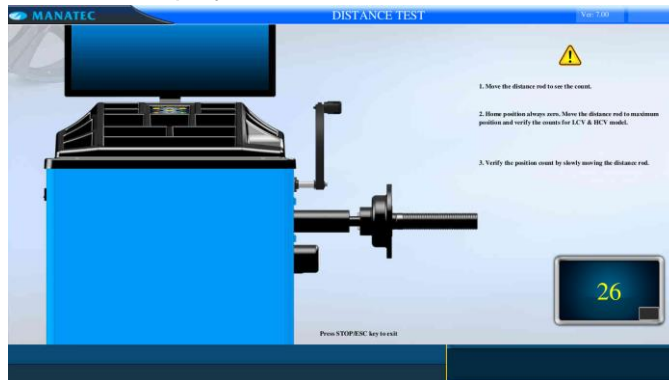 MANATEC
DISTANCE TEST
Ver: 7.00
1. Move the distance rod to see the count.
2. Home position always zero. Move the distance rod to maximum
position and verify the counts for LCV & HCV model.
3. Verify the position count by slowly moving the distance rod.
26
Press STOP/ESC key to exit